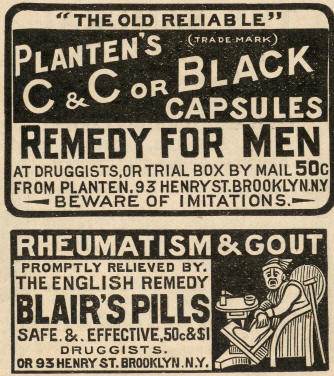 "THE OLD RELIABLE"
PLANTEN'S (TRADE-MARK)
C & C OR BLACK
CAPSULES
REMEDY FOR MEN
AT DRUGGISTS, OR TRIAL BOX BY MAIL 50c
FROM PLANTEN. 93 HENRY ST. BROOKLYN. N.Y
BEWARE OF IMITATIONS.
RHEUMATISM & GOUT
PROMPTLY RELIEVED BY.
THE ENGLISH REMEDY
BLAIR'S PILLS
SAFE. &. EFFECTIVE, 50c & $1
DRUGGISTS.
OR 93 HENRY ST. BROOKLYN. N.Y.